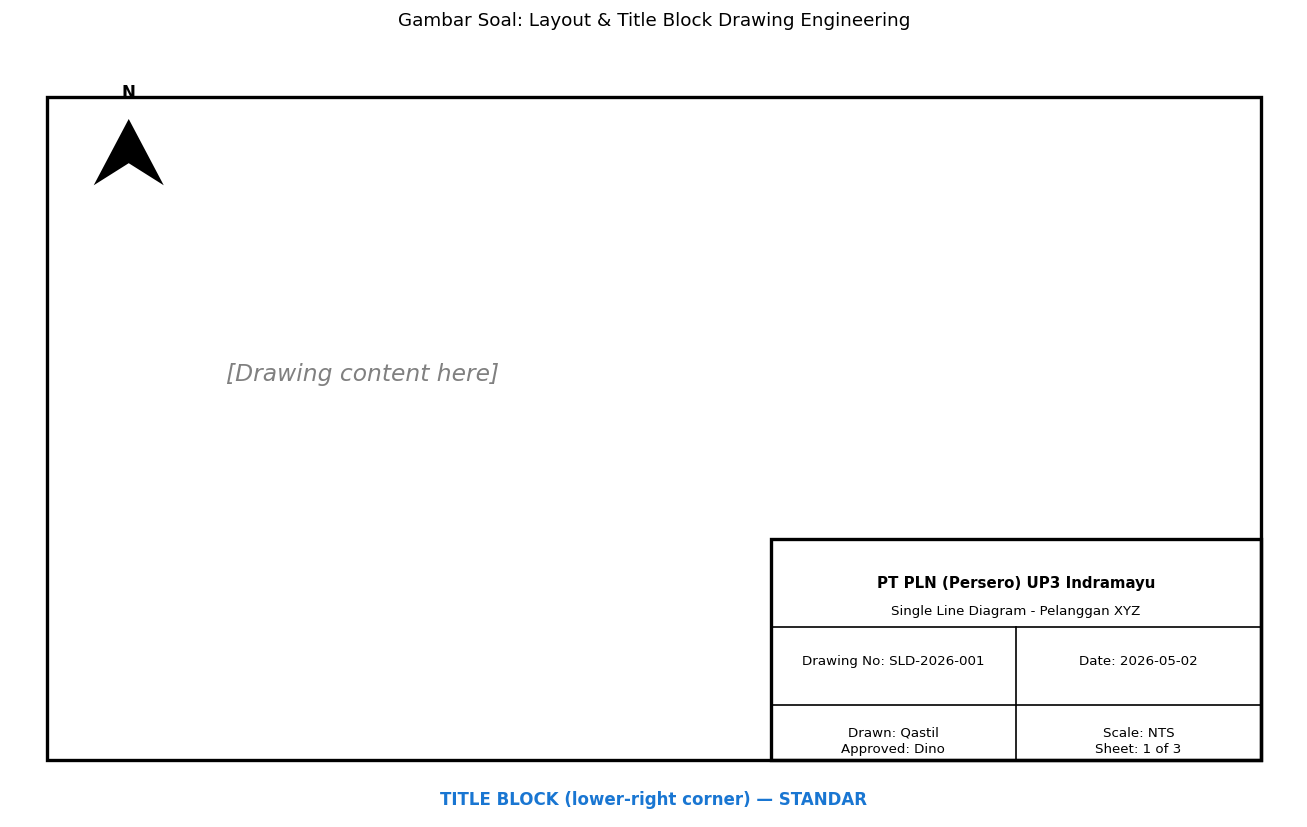 Gambar Soal: Layout & Title Block Drawing Engineering
N
[Drawing content here]
PT PLN (Persero) UP3 Indramayu
Single Line Diagram - Pelanggan XYZ
Drawing No: SLD-2026-001
Date: 2026-05-02
Drawn: Qastil
Approved: Dino
Scale: NTS
Sheet: 1 of 3
TITLE BLOCK (lower-right corner) — STANDAR